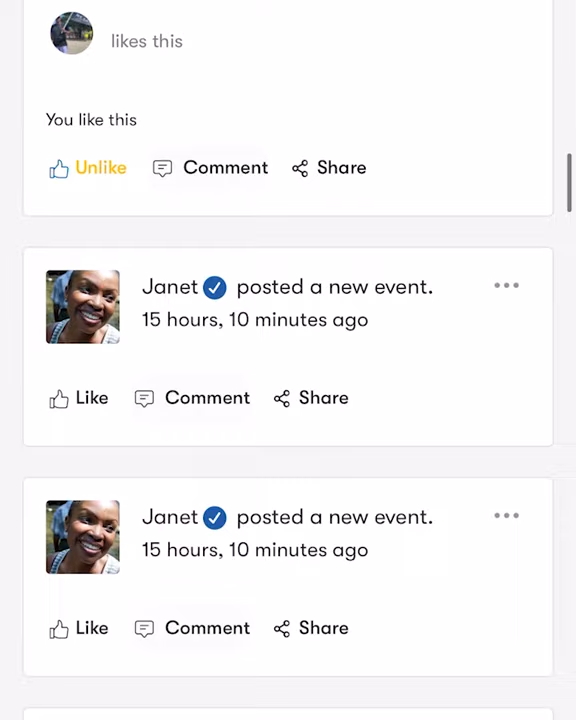 likes this
You like this
Unlike Comment Share
Janet posted a new event.
15 hours, 10 minutes ago
Like Comment Share
Janet posted a new event.
15 hours, 10 minutes ago
Like Comment Share